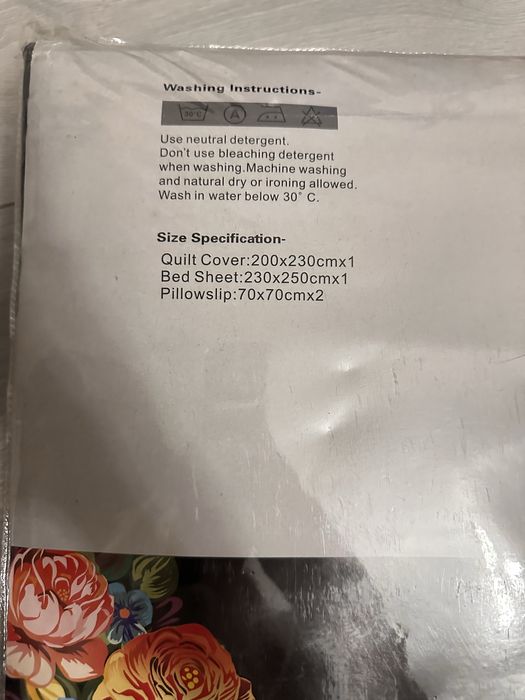 Washing Instructions-
30°C A
Use neutral detergent.
Don't use bleaching detergent
when washing.Machine washing
and natural dry or ironing allowed.
Wash in water below 30° C.
Size Specification-
Quilt Cover:200x230cmx1
Bed Sheet:230x250cmx1
Pillowslip:70x70cmx2